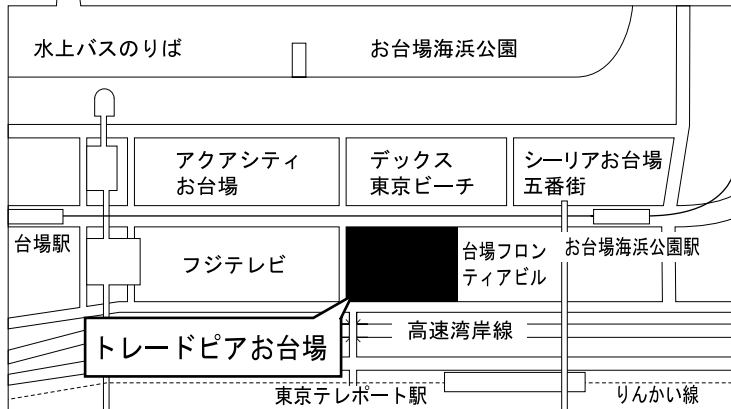 水上バスのりば
お台場海浜公園
アクアシティ
お台場
デックス
東京ビーチ
シーリアお台場
五番街
台場駅
フジテレビ
台場フロン
ティアビル
お台場海浜公園駅
トレードピアお台場
高速湾岸線
東京テレポート駅
りんかい線